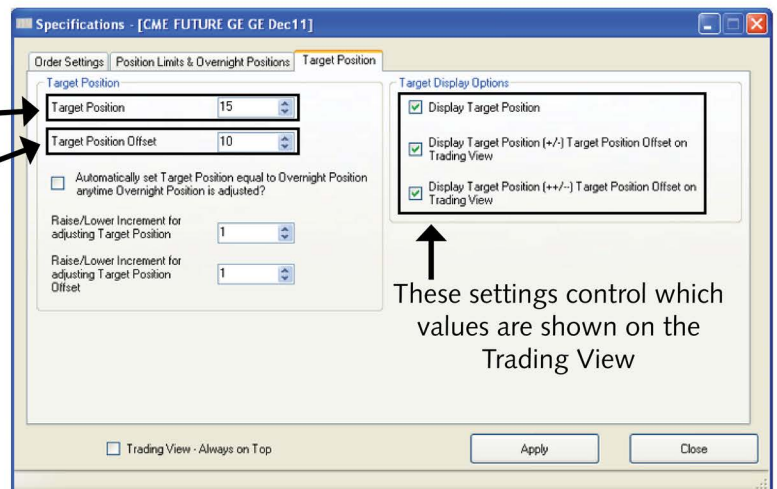 Specifications - [CME FUTURE GE GE Dec11]
Order Settings
Position Limits & Overnight Positions
Target Position
Target Position
Target Position 15
Target Position Offset 10
Automatically set Target Position equal to Overnight Position
anytime Overnight Position is adjusted?
Raise/Lower Increment for
adjusting Target Position
1
Raise/Lower Increment for
adjusting Target Position
Offset
1
Target Display Options
Display Target Position
Display Target Position (+/-) Target Position Offset on
Trading View
Display Target Position (++/--) Target Position Offset on
Trading View
These settings control which
values are shown on the
Trading View
Trading View - Always on Top
Apply
Close